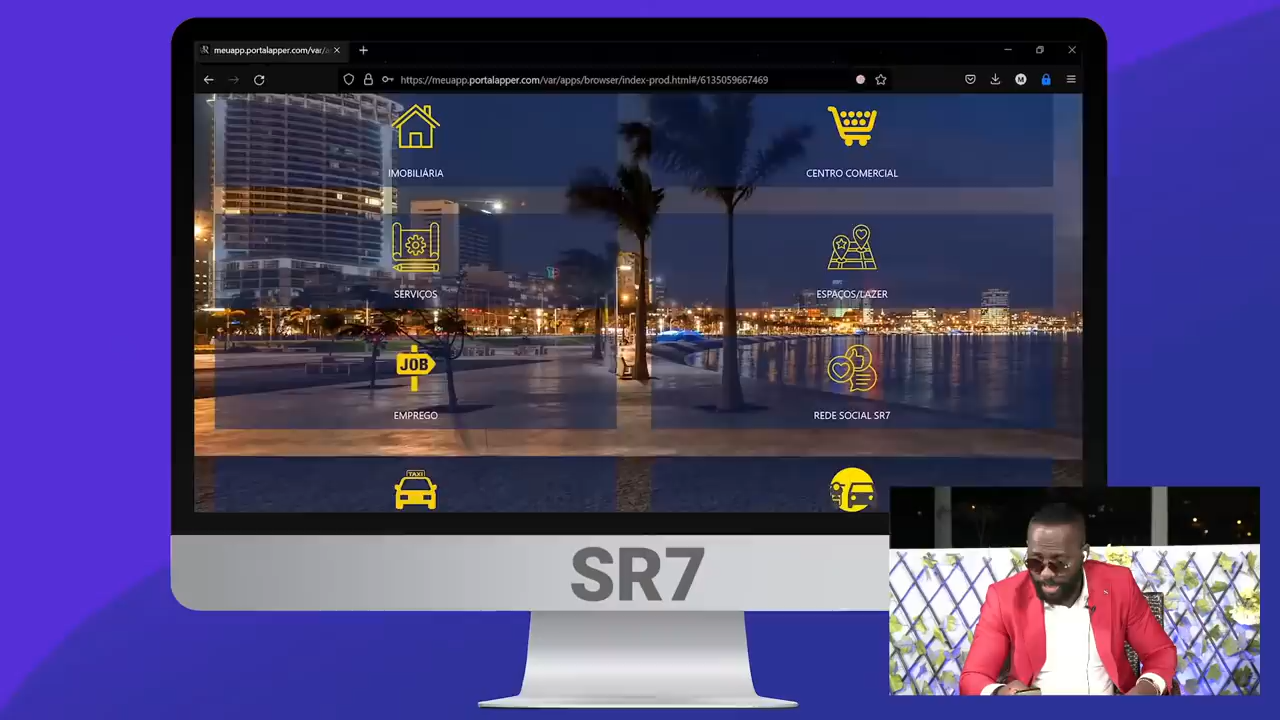 meuapp.portalapper.com/var/a
https://meuapp.portalapper.com/var/apps/browser/index-prod.html#/6135059667469
M
IMOBILIÁRIA
CENTRO COMERCIAL
SERVIÇOS
ESPAÇOS/LAZER
JOB
EMPREGO
REDE SOCIAL SR7
TAXI
SR7